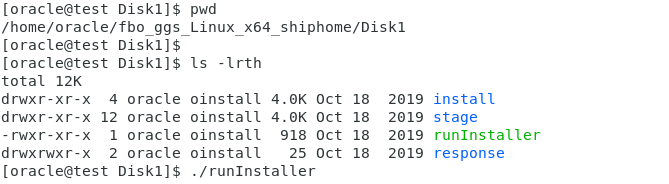 [oracle@test Disk1]$ pwd
/home/oracle/fbo_ggs_Linux_x64_shiphome/Disk1
[oracle@test Disk1]$
[oracle@test Disk1]$ ls -lrth
total 12K
drwxr-xr-x  4 oracle oinstall 4.0K Oct 18  2019 install
drwxr-xr-x 12 oracle oinstall 4.0K Oct 18  2019 stage
-rwxr-xr-x  1 oracle oinstall  918 Oct 18  2019 runInstaller
drwxrwxr-x  2 oracle oinstall   25 Oct 18  2019 response
[oracle@test Disk1]$ ./runInstaller